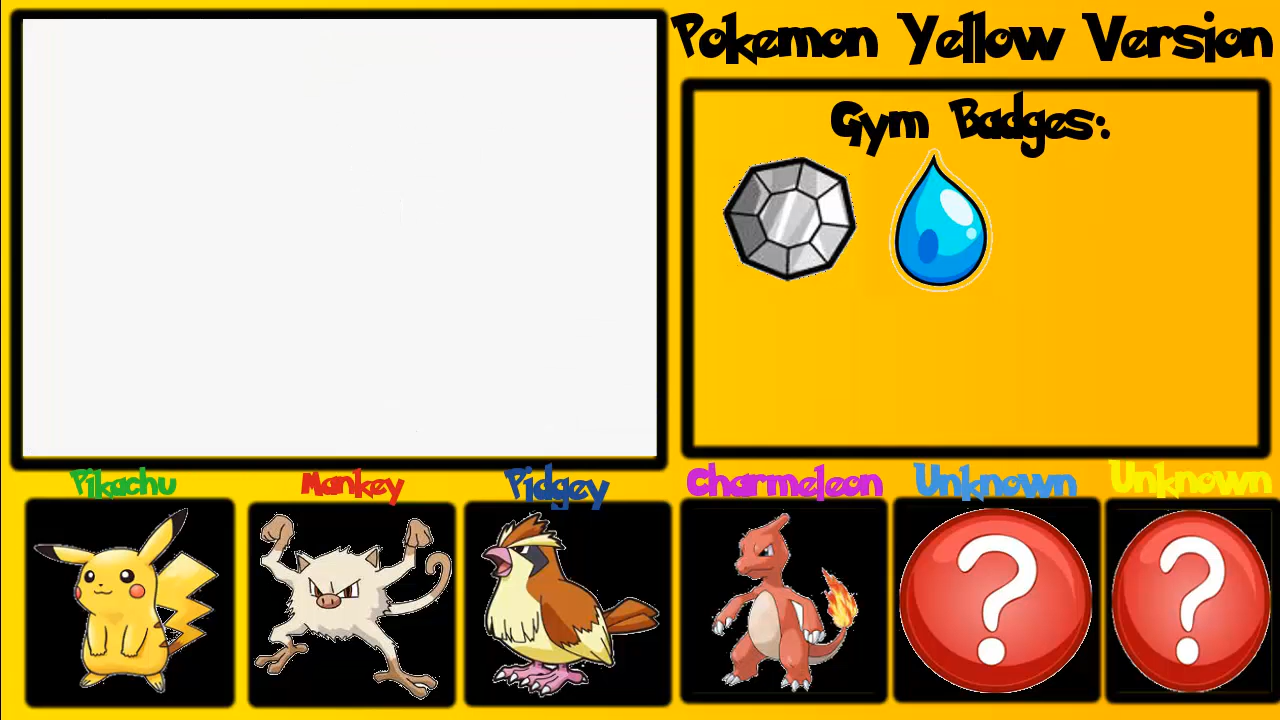 Pokemon Yellow Version
Gym Badges:
Pikachu
Mankey
Pidgey
Charmeleon
Unknown
Unknown
?
?